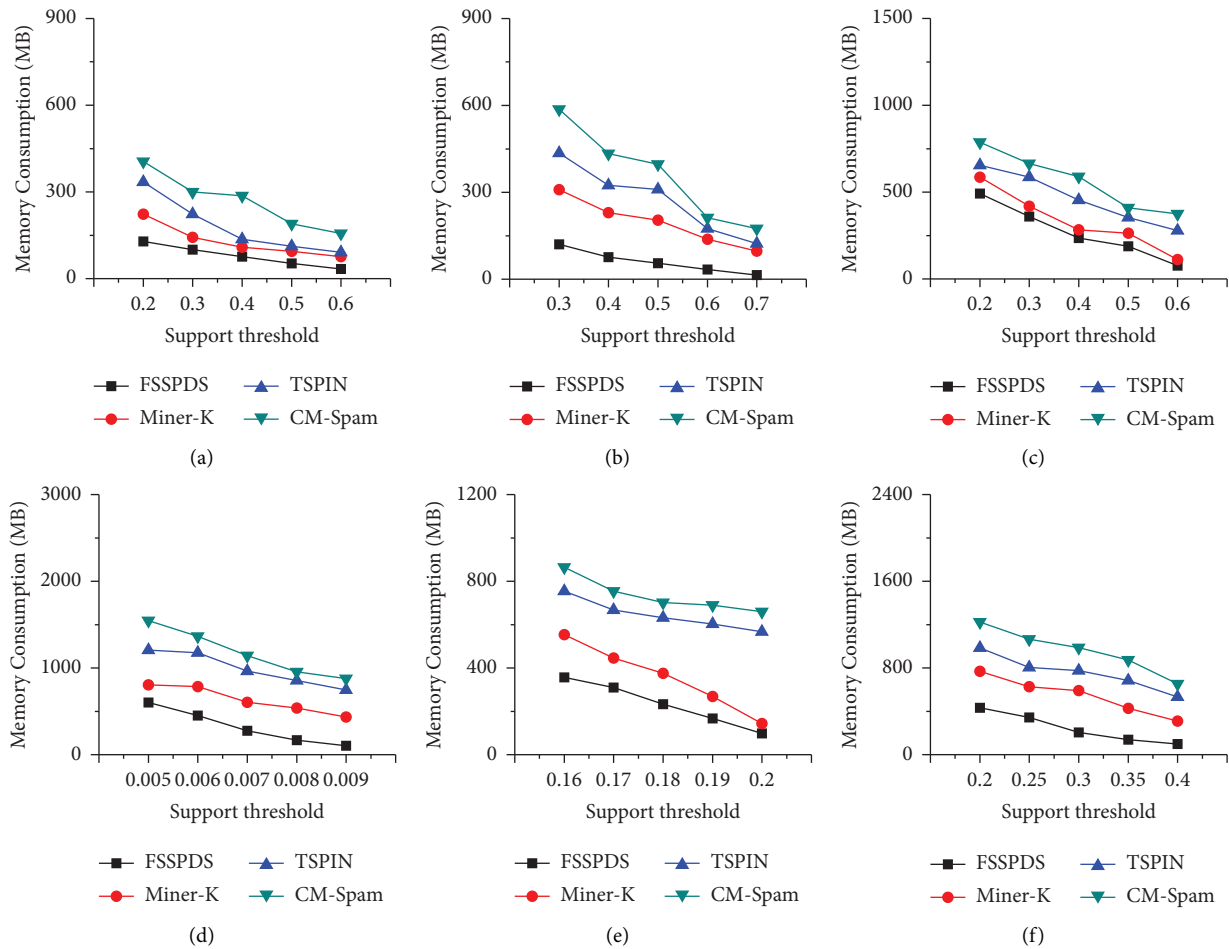 Memory Consumption (MB)
900
600
300
0
0.2 0.3 0.4 0.5 0.6
Support threshold
FSSPDS TSPIN
Miner-K CM-Spam
(a)
Memory Consumption (MB)
900
600
300
0
0.3 0.4 0.5 0.6 0.7
Support threshold
FSSPDS TSPIN
Miner-K CM-Spam
(b)
Memory Consumption (MB)
1500
1000
500
0
0.2 0.3 0.4 0.5 0.6
Support threshold
FSSPDS TSPIN
Miner-K CM-Spam
(c)
Memory Consumption (MB)
3000
2000
1000
0
0.005 0.006 0.007 0.008 0.009
Support threshold
FSSPDS TSPIN
Miner-K CM-Spam
(d)
Memory Consumption (MB)
1200
800
400
0
0.16 0.17 0.18 0.19 0.2
Support threshold
FSSPDS TSPIN
Miner-K CM-Spam
(e)
Memory Consumption (MB)
2400
1600
800
0
0.2 0.25 0.3 0.35 0.4
Support threshold
FSSPDS TSPIN
Miner-K CM-Spam
(f)